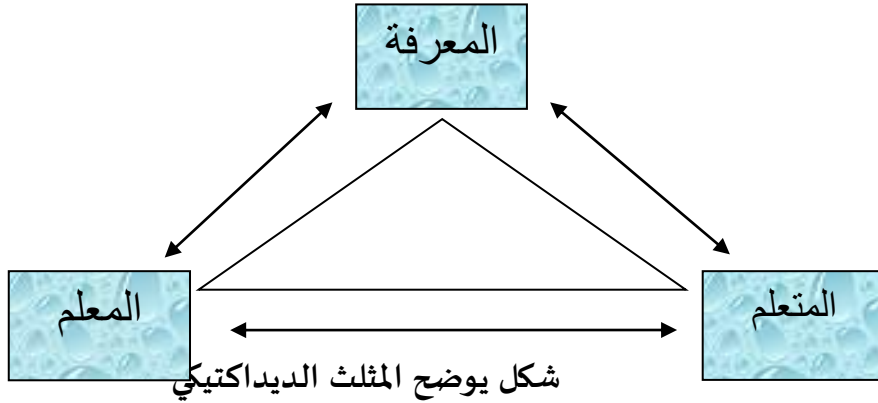 المعرفة
المعلم
المتعلم
شكل يوضح المثلث الديداكتيكي